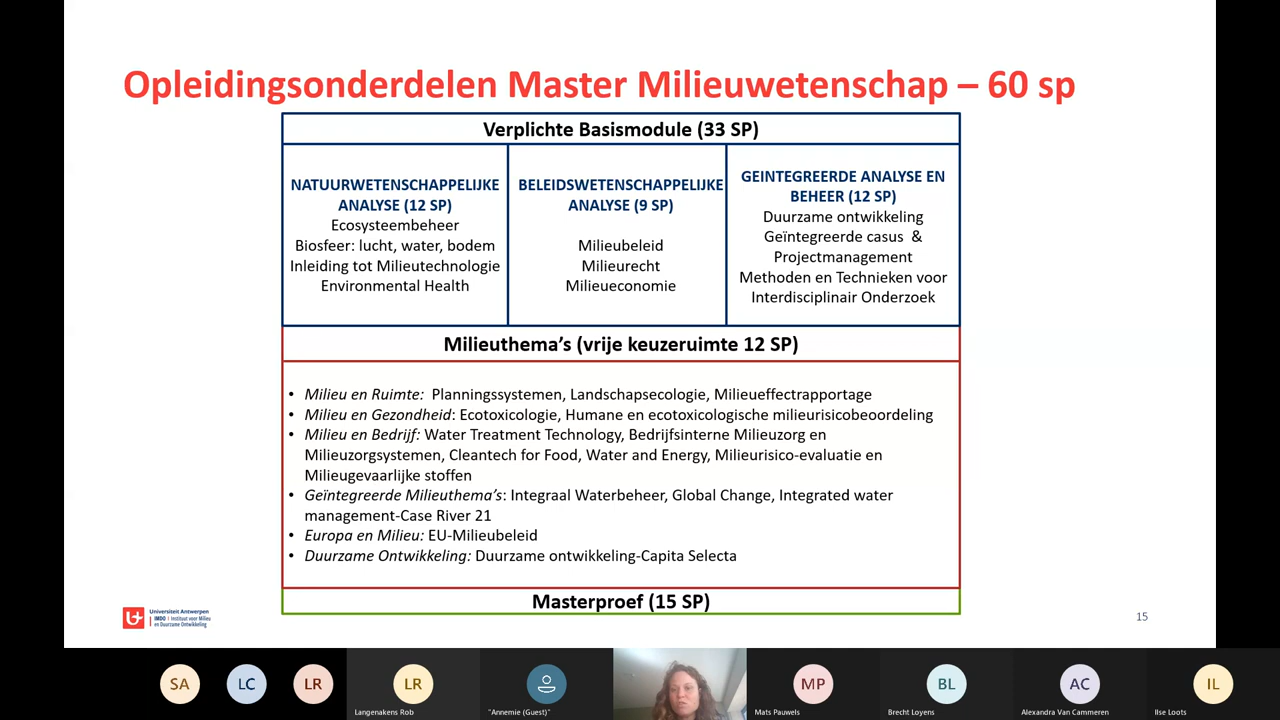 Opleidingsonderdelen Master Milieuwetenschap – 60 sp
Verplichte Basismodule (33 SP)
NATUURWETENSCHAPPELIJKE
ANALYSE (12 SP)
Ecosysteembeheer
Biosfeer: lucht, water, bodem
Inleiding tot Milieutechnologie
Environmental Health
BELEIDSWETENSCHAPPELIJKE
ANALYSE (9 SP)
Milieubeleid
Milieurecht
Milieueconomie
GEINTEGREERDE ANALYSE EN
BEHEER (12 SP)
Duurzame ontwikkeling
Geïntegreerde casus &
Projectmanagement
Methoden en Technieken voor
Interdisciplinair Onderzoek
Milieuthema's (vrije keuzeruimte 12 SP)
• Milieu en Ruimte: Planningssystemen, Landschapsecologie, Milieueffectrapportage
• Milieu en Gezondheid: Ecotoxicologie, Humane en ecotoxicologische milieurisicobeoordeling
• Milieu en Bedrijf: Water Treatment Technology, Bedrijfsinterne Milieuzorg en
Milieuzorgsystemen, Cleantech for Food, Water and Energy, Milieurisico-evaluatie en
Milieugevaarlijke stoffen
• Geïntegreerde Milieuthema's: Integraal Waterbeheer, Global Change, Integrated water
management-Case River 21
• Europa en Milieu: EU-Milieubeleid
• Duurzame Ontwikkeling: Duurzame ontwikkeling-Capita Selecta
Masterproef (15 SP)
Universiteit Antwerpen
IMDO | Instituut voor Milieu
en Duurzame Ontwikkeling
15
SA
LC
LR
LR
MP
BL
AC
IL
Langenakens Rob
"Annemie (Guest)"
Mats Pauwels
Brecht Loyens
Alexandra Van Cammeren
Ilse Loots